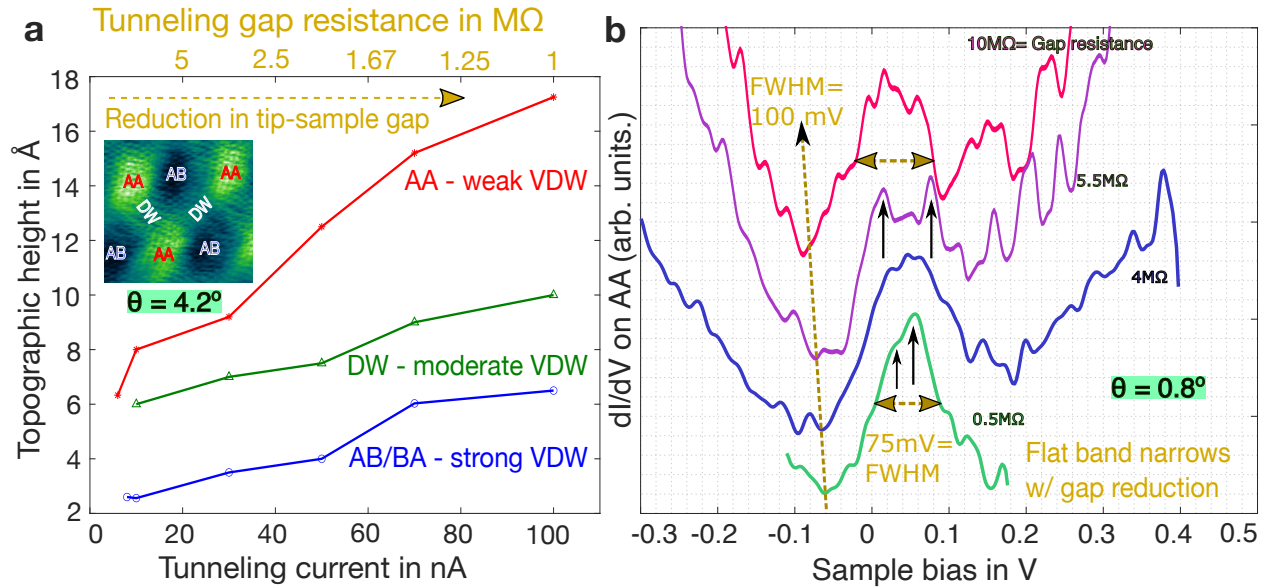 a
Tunneling gap resistance in MΩ
5 2.5 1.67 1.25 1
18
16
14
12
10
8
6
4
2
Topographic height in Å
Reduction in tip-sample gap
AA AB AA
DW DW
AB AA AB
θ = 4.2º
AA - weak VDW
DW - moderate VDW
AB/BA - strong VDW
0 20 40 60 80 100
Tunneling current in nA
b
dI/dV on AA (arb. units.)
10MΩ= Gap resistance
FWHM=
100 mV
5.5MΩ
4MΩ
θ = 0.8º
0.5MΩ
75mV=
FWHM
Flat band narrows
w/ gap reduction
-0.3 -0.2 -0.1 0 0.1 0.2 0.3 0.4 0.5
Sample bias in V